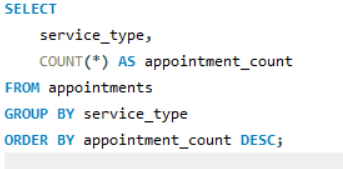 SELECT
    service_type,
    COUNT(*) AS appointment_count
FROM appointments
GROUP BY service_type
ORDER BY appointment_count DESC;